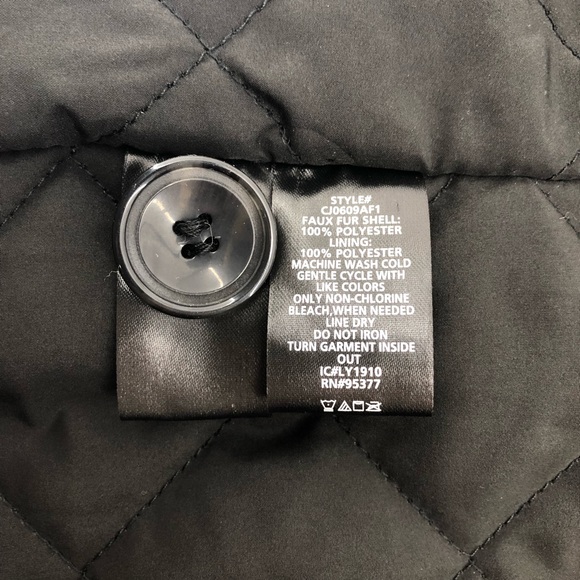 STYLE#
CJ0609AF1
FAUX FUR SHELL:
100% POLYESTER
LINING:
100% POLYESTER
MACHINE WASH COLD
GENTLE CYCLE WITH
LIKE COLORS
ONLY NON-CHLORINE
BLEACH,WHEN NEEDED
LINE DRY
DO NOT IRON
TURN GARMENT INSIDE
OUT
IC#LY1910
RN#95377